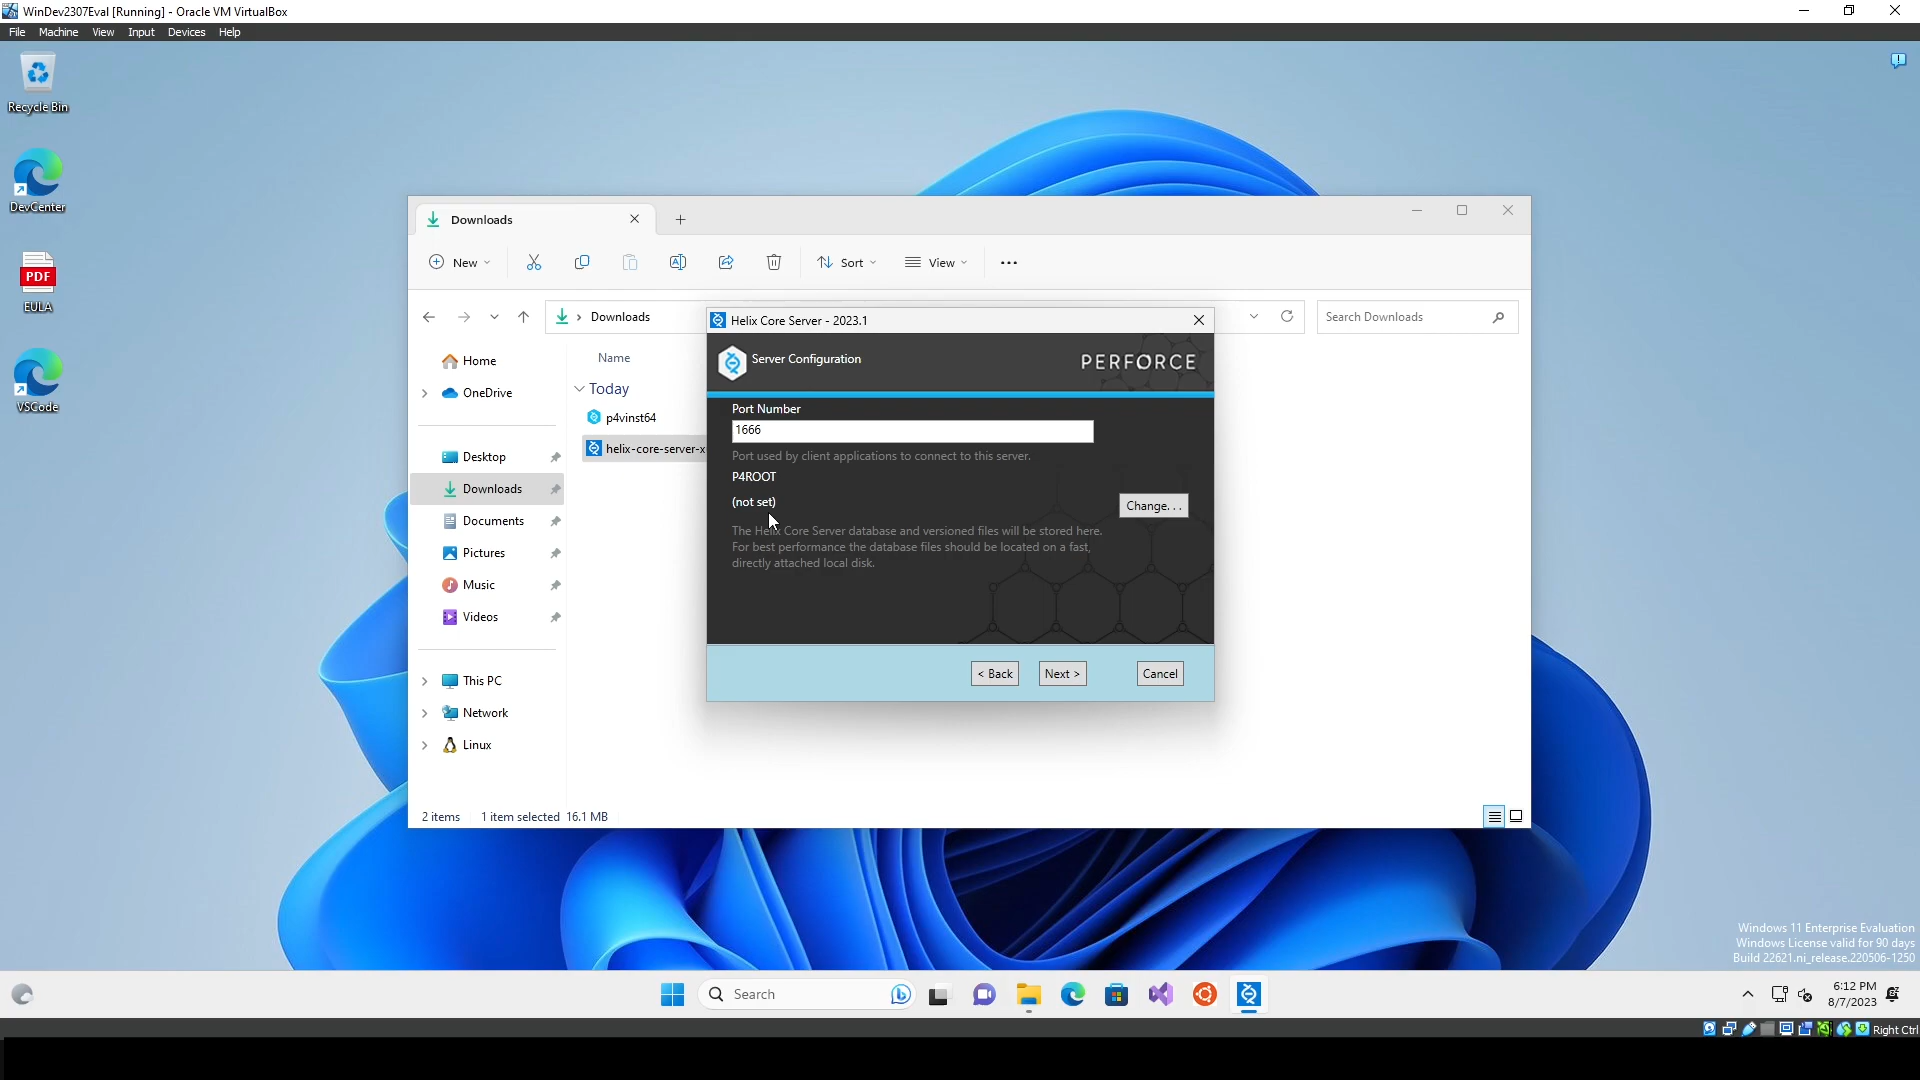 WinDev2307Eval [Running] - Oracle VM VirtualBox
File Machine View Input Devices Help
Recycle Bin
DevCenter
PDF
EULA
VSCode
Downloads
New
Sort
View
Downloads
Search Downloads
Home
OneDrive
Desktop
Downloads
Documents
Pictures
Music
Videos
This PC
Network
Linux
Name
Today
p4vinst64
helix-core-server-x
2 items 1 item selected 16.1 MB
Helix Core Server - 2023.1
Server Configuration
PERFORCE
Port Number
1666
Port used by client applications to connect to this server.
P4ROOT
(not set)
Change. . .
The Helix Core Server database and versioned files will be stored here.
For best performance the database files should be located on a fast,
directly attached local disk.
< Back
Next >
Cancel
Windows 11 Enterprise Evaluation
Windows License valid for 90 days
Build 22621.ni_release.220506-1250
Search
6:12 PM
8/7/2023
Right Ctrl